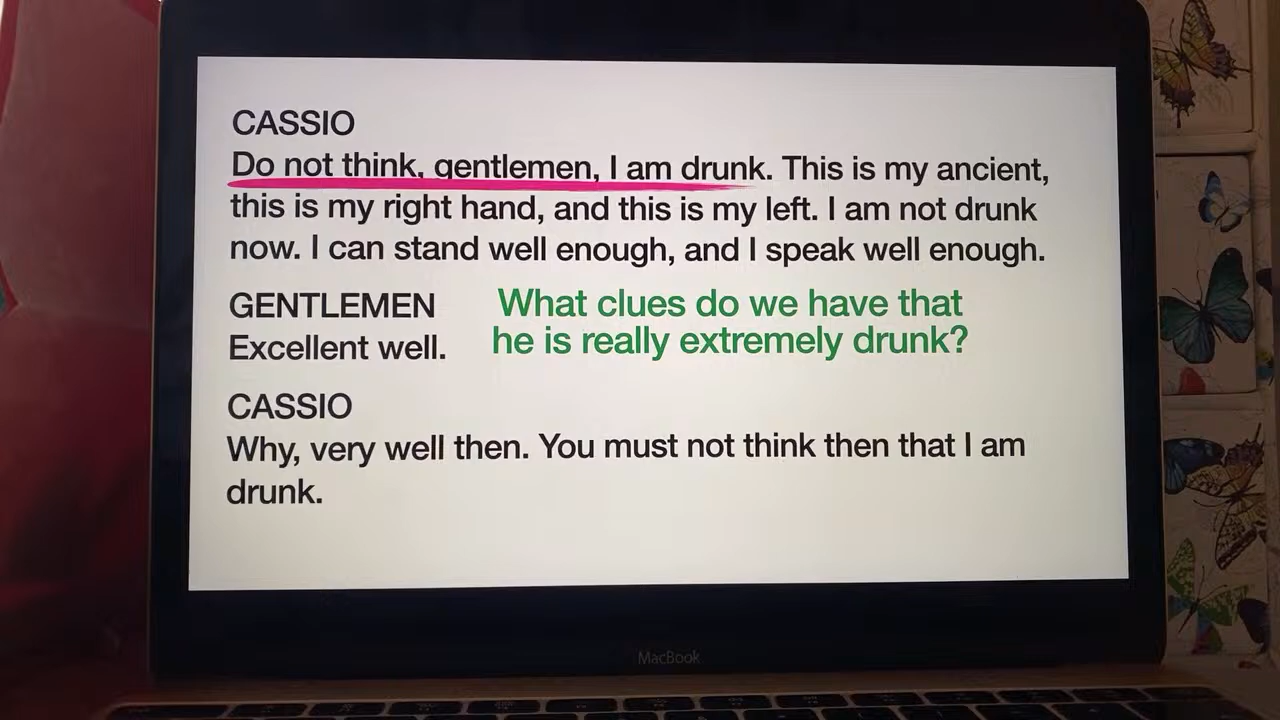 CASSIO
Do not think, gentlemen, I am drunk. This is my ancient,
this is my right hand, and this is my left. I am not drunk
now. I can stand well enough, and I speak well enough.
GENTLEMEN
Excellent well.
What clues do we have that
he is really extremely drunk?
CASSIO
Why, very well then. You must not think then that I am
drunk.
MacBook